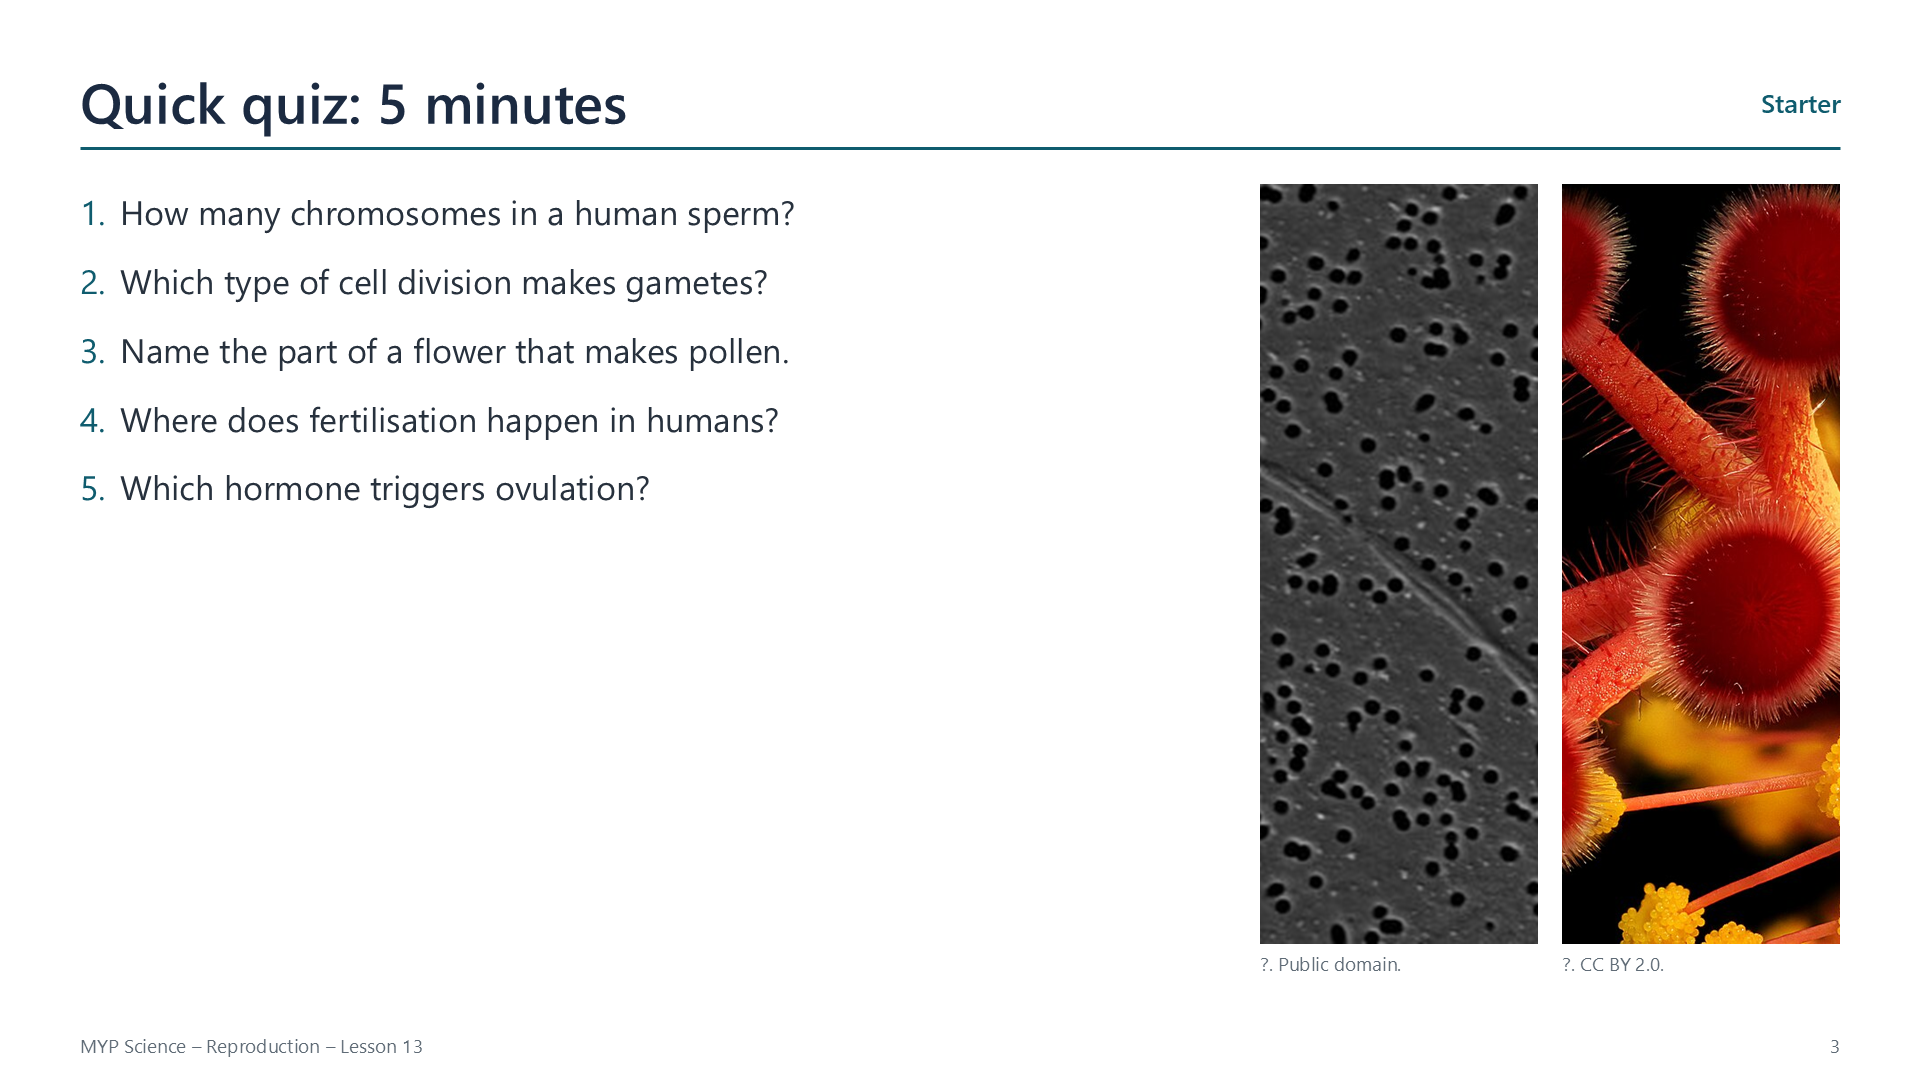 Quick quiz: 5 minutes
Starter
1. How many chromosomes in a human sperm?
2. Which type of cell division makes gametes?
3. Name the part of a flower that makes pollen.
4. Where does fertilisation happen in humans?
5. Which hormone triggers ovulation?
?. Public domain.
?. CC BY 2.0.
MYP Science – Reproduction – Lesson 13
3